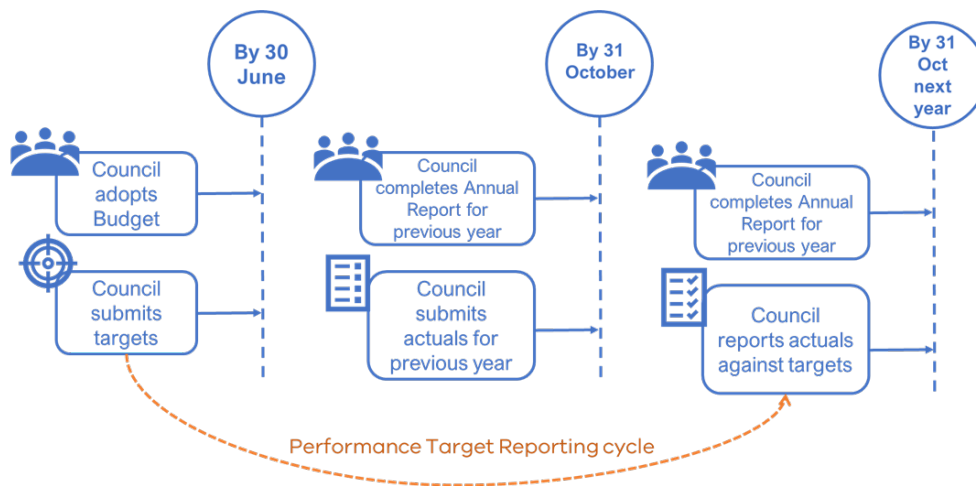 By 30
June
By 31
October
By 31
Oct
next
year
Council
adopts
Budget
Council
completes Annual
Report for
previous year
Council
completes Annual
Report for
previous year
Council
submits
targets
Council
submits
actuals for
previous year
Council
reports actuals
against targets
Performance Target Reporting cycle